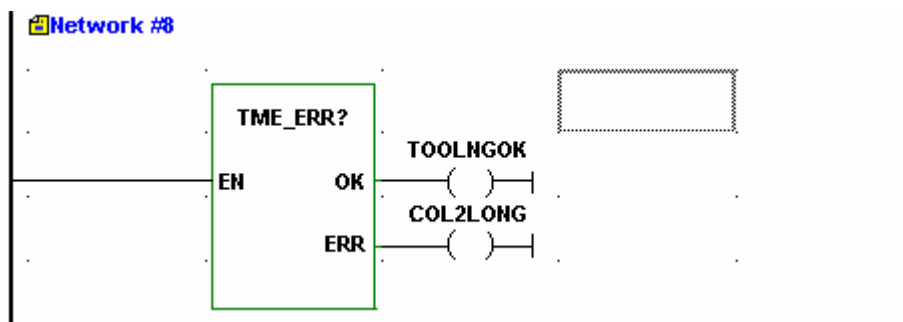 Network #8
TME_ERR?
TOOLNGOK
EN OK
COL2LONG
ERR